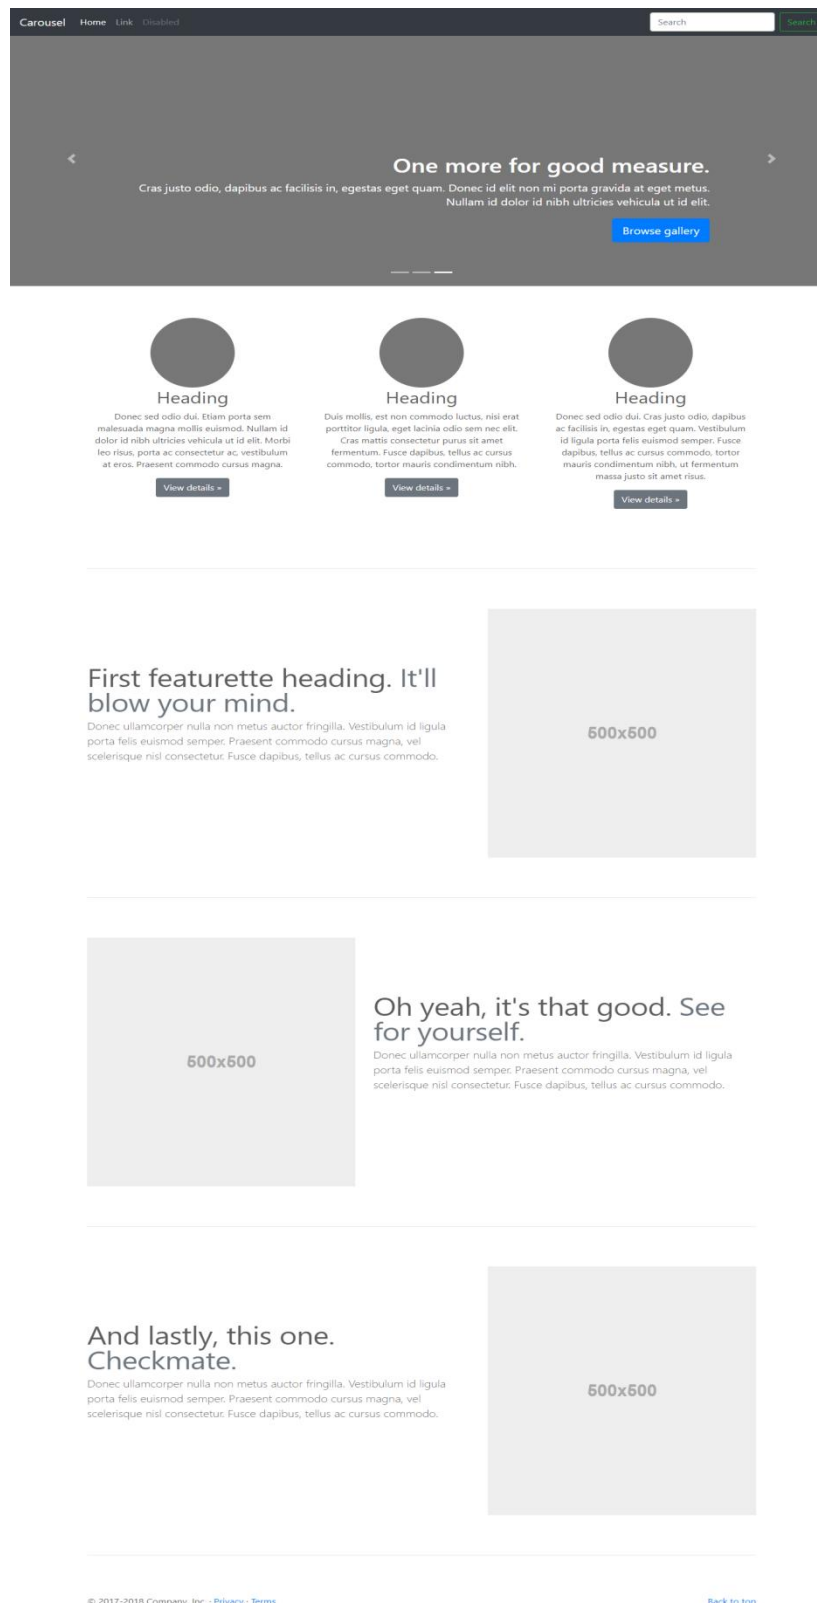 Carousel Home Link Disabled Search Search
One more for good measure.
Cras justo odio, dapibus ac facilisis in, egestas eget quam. Donec id elit non mi porta gravida at eget metus.
Nullam id dolor id nibh ultricies vehicula ut id elit.
Browse gallery
Heading
Donec sed odio dui. Etiam porta sem
malesuada magna mollis euismod. Nullam id
dolor id nibh ultricies vehicula ut id elit. Morbi
leo risus, porta ac consectetur ac, vestibulum
at eros. Praesent commodo cursus magna.
View details »
Heading
Duis mollis, est non commodo luctus, nisi erat
porttitor ligula, eget lacinia odio sem nec elit.
Cras mattis consectetur purus sit amet
fermentum. Fusce dapibus, tellus ac cursus
commodo, tortor mauris condimentum nibh.
View details »
Heading
Donec sed odio dui. Cras justo odio, dapibus
ac facilisis in, egestas eget quam. Vestibulum
id ligula porta felis euismod semper. Fusce
dapibus, tellus ac cursus commodo, tortor
mauris condimentum nibh, ut fermentum
massa justo sit amet risus.
View details »
First featurette heading. It'll
blow your mind.
Donec ullamcorper nulla non metus auctor fringilla. Vestibulum id ligula
porta felis euismod semper. Praesent commodo cursus magna, vel
scelerisque nisl consectetur. Fusce dapibus, tellus ac cursus commodo.
500x500
500x500
Oh yeah, it's that good. See
for yourself.
Donec ullamcorper nulla non metus auctor fringilla. Vestibulum id ligula
porta felis euismod semper. Praesent commodo cursus magna, vel
scelerisque nisl consectetur. Fusce dapibus, tellus ac cursus commodo.
And lastly, this one.
Checkmate.
Donec ullamcorper nulla non metus auctor fringilla. Vestibulum id ligula
porta felis euismod semper. Praesent commodo cursus magna, vel
scelerisque nisl consectetur. Fusce dapibus, tellus ac cursus commodo.
500x500
© 2017-2018 Company, Inc. · Privacy · Terms Back to top